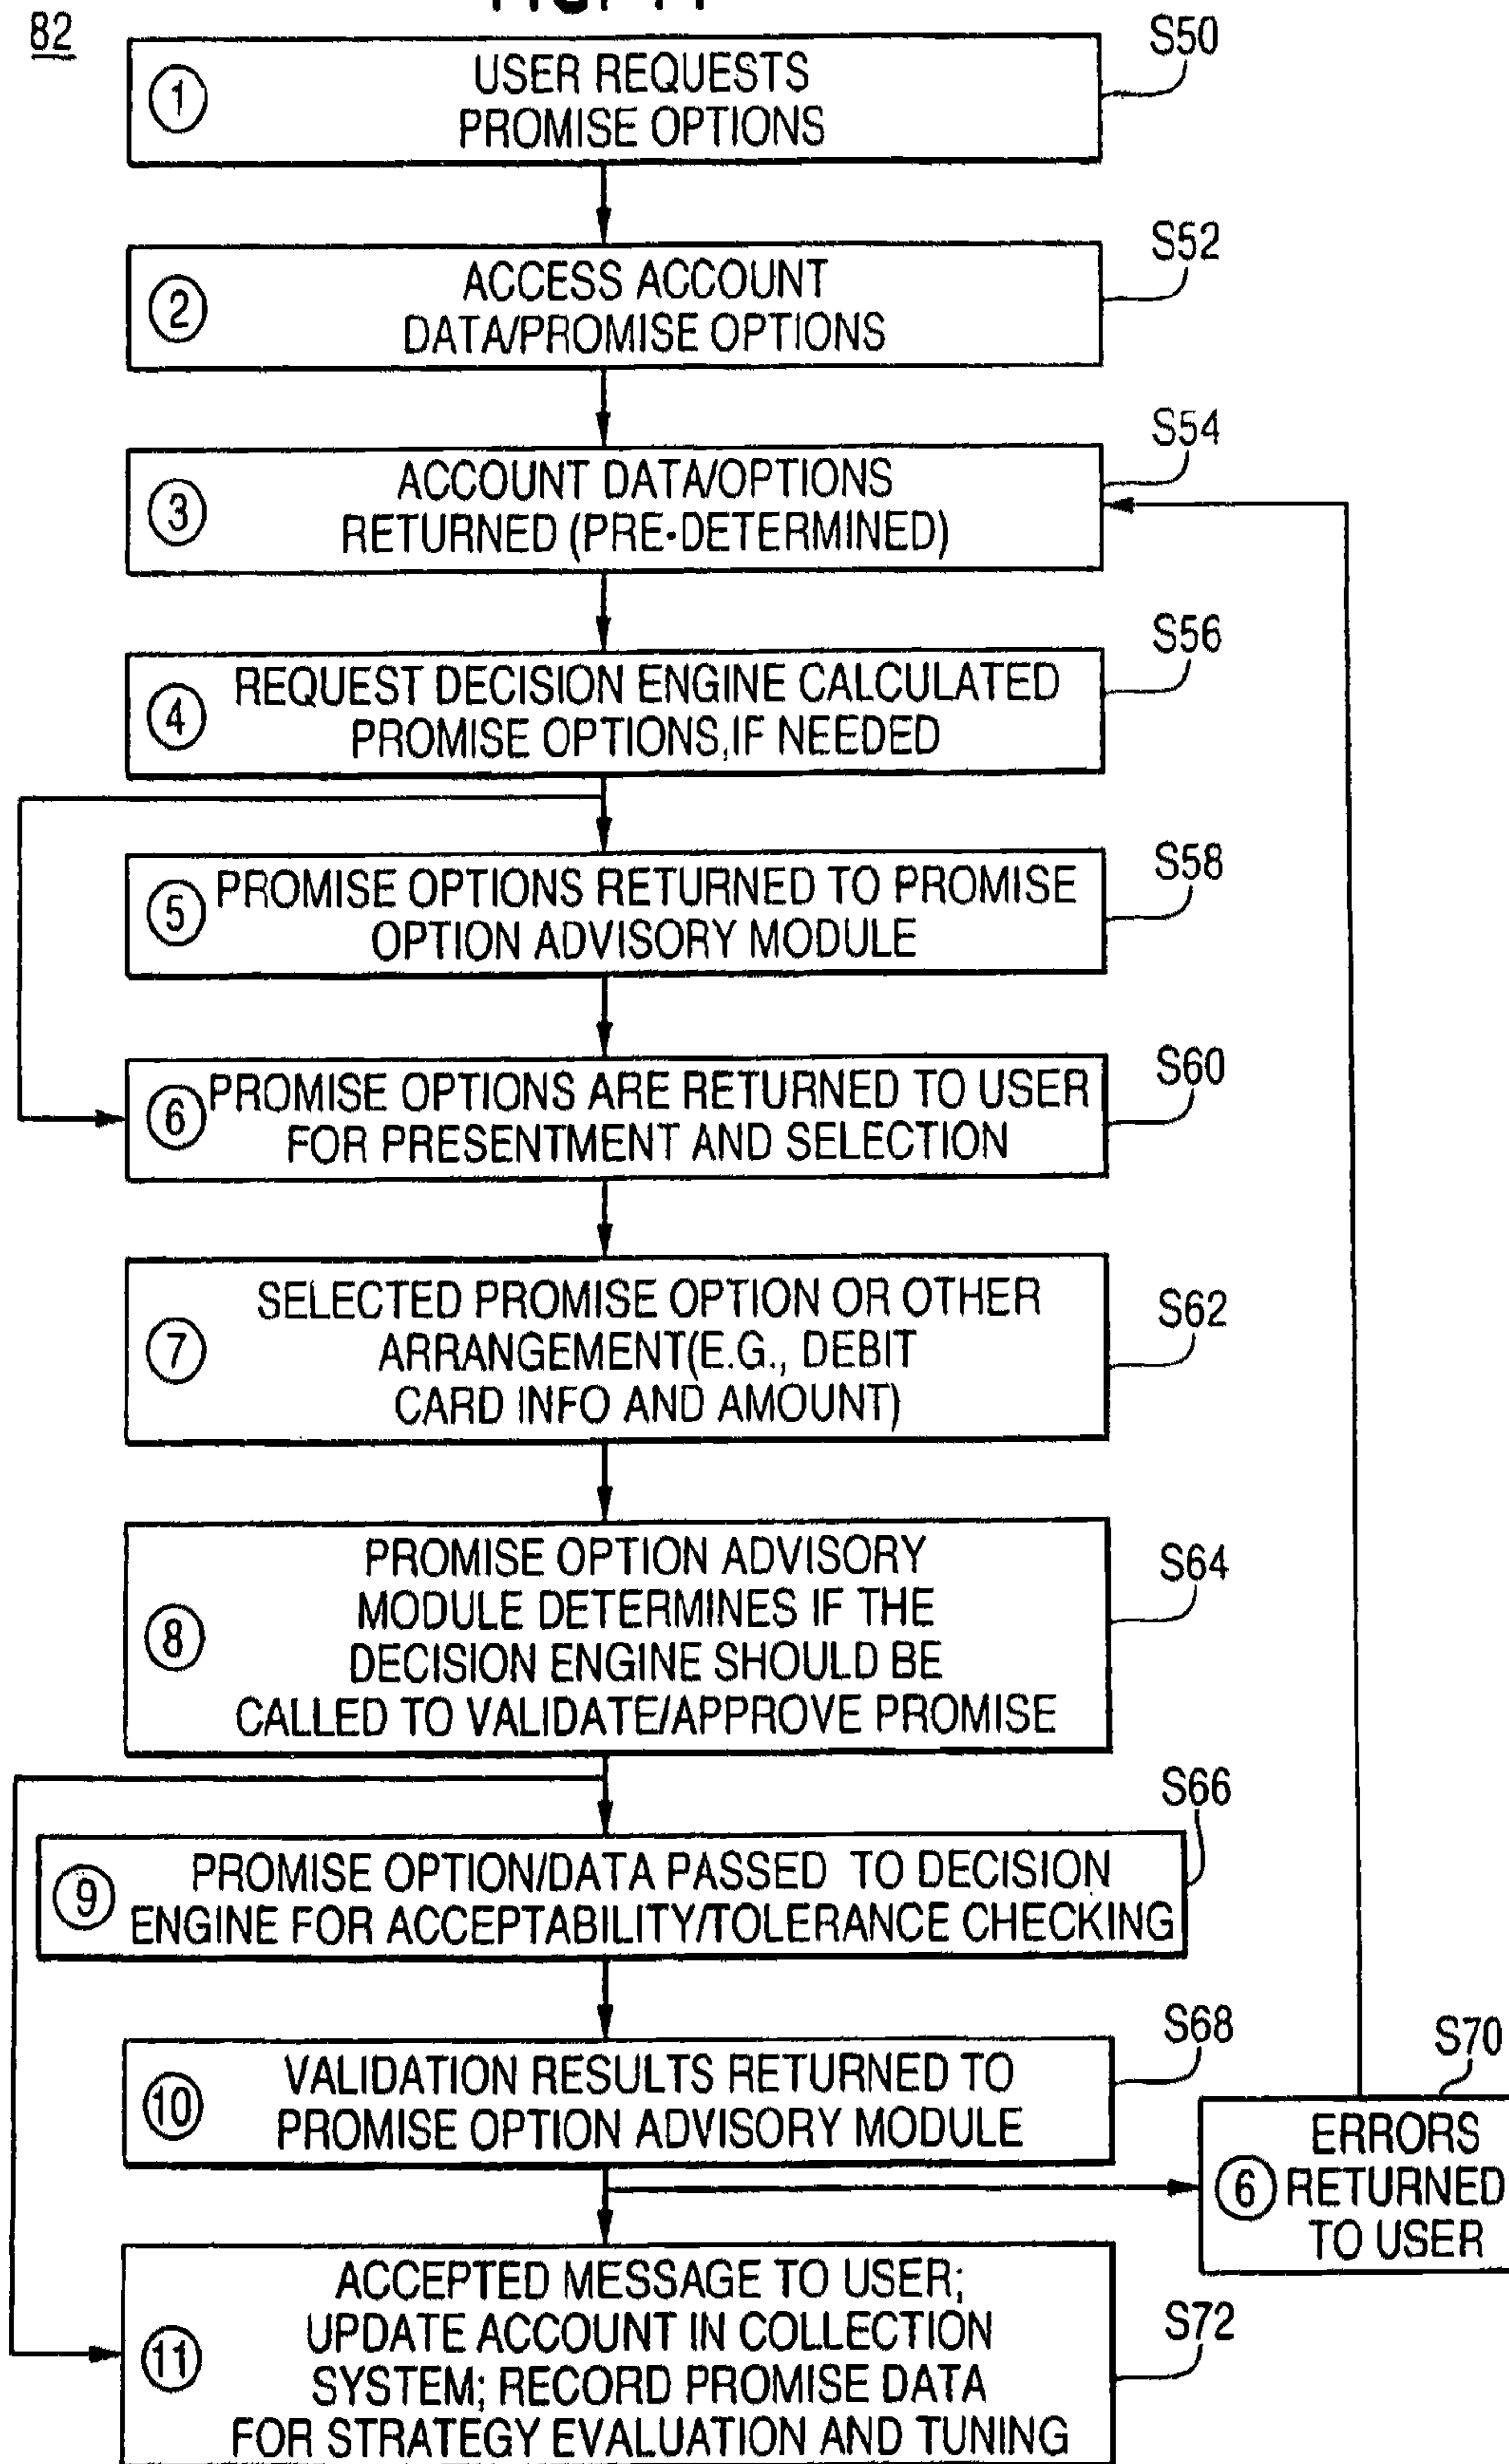 82
S50
① USER REQUESTS
PROMISE OPTIONS
S52
② ACCESS ACCOUNT
DATA/PROMISE OPTIONS
S54
③ ACCOUNT DATA/OPTIONS
RETURNED (PRE-DETERMINED)
S56
④ REQUEST DECISION ENGINE CALCULATED
PROMISE OPTIONS,IF NEEDED
S58
⑤ PROMISE OPTIONS RETURNED TO PROMISE
OPTION ADVISORY MODULE
S60
⑥ PROMISE OPTIONS ARE RETURNED TO USER
FOR PRESENTMENT AND SELECTION
S62
⑦ SELECTED PROMISE OPTION OR OTHER
ARRANGEMENT(E.G., DEBIT
CARD INFO AND AMOUNT)
S64
⑧ PROMISE OPTION ADVISORY
MODULE DETERMINES IF THE
DECISION ENGINE SHOULD BE
CALLED TO VALIDATE/APPROVE PROMISE
S66
⑨ PROMISE OPTION/DATA PASSED TO DECISION
ENGINE FOR ACCEPTABILITY/TOLERANCE CHECKING
S68
⑩ VALIDATION RESULTS RETURNED TO
PROMISE OPTION ADVISORY MODULE
S70
ERRORS
⑥ RETURNED
TO USER
S72
⑪ ACCEPTED MESSAGE TO USER;
UPDATE ACCOUNT IN COLLECTION
SYSTEM; RECORD PROMISE DATA
FOR STRATEGY EVALUATION AND TUNING